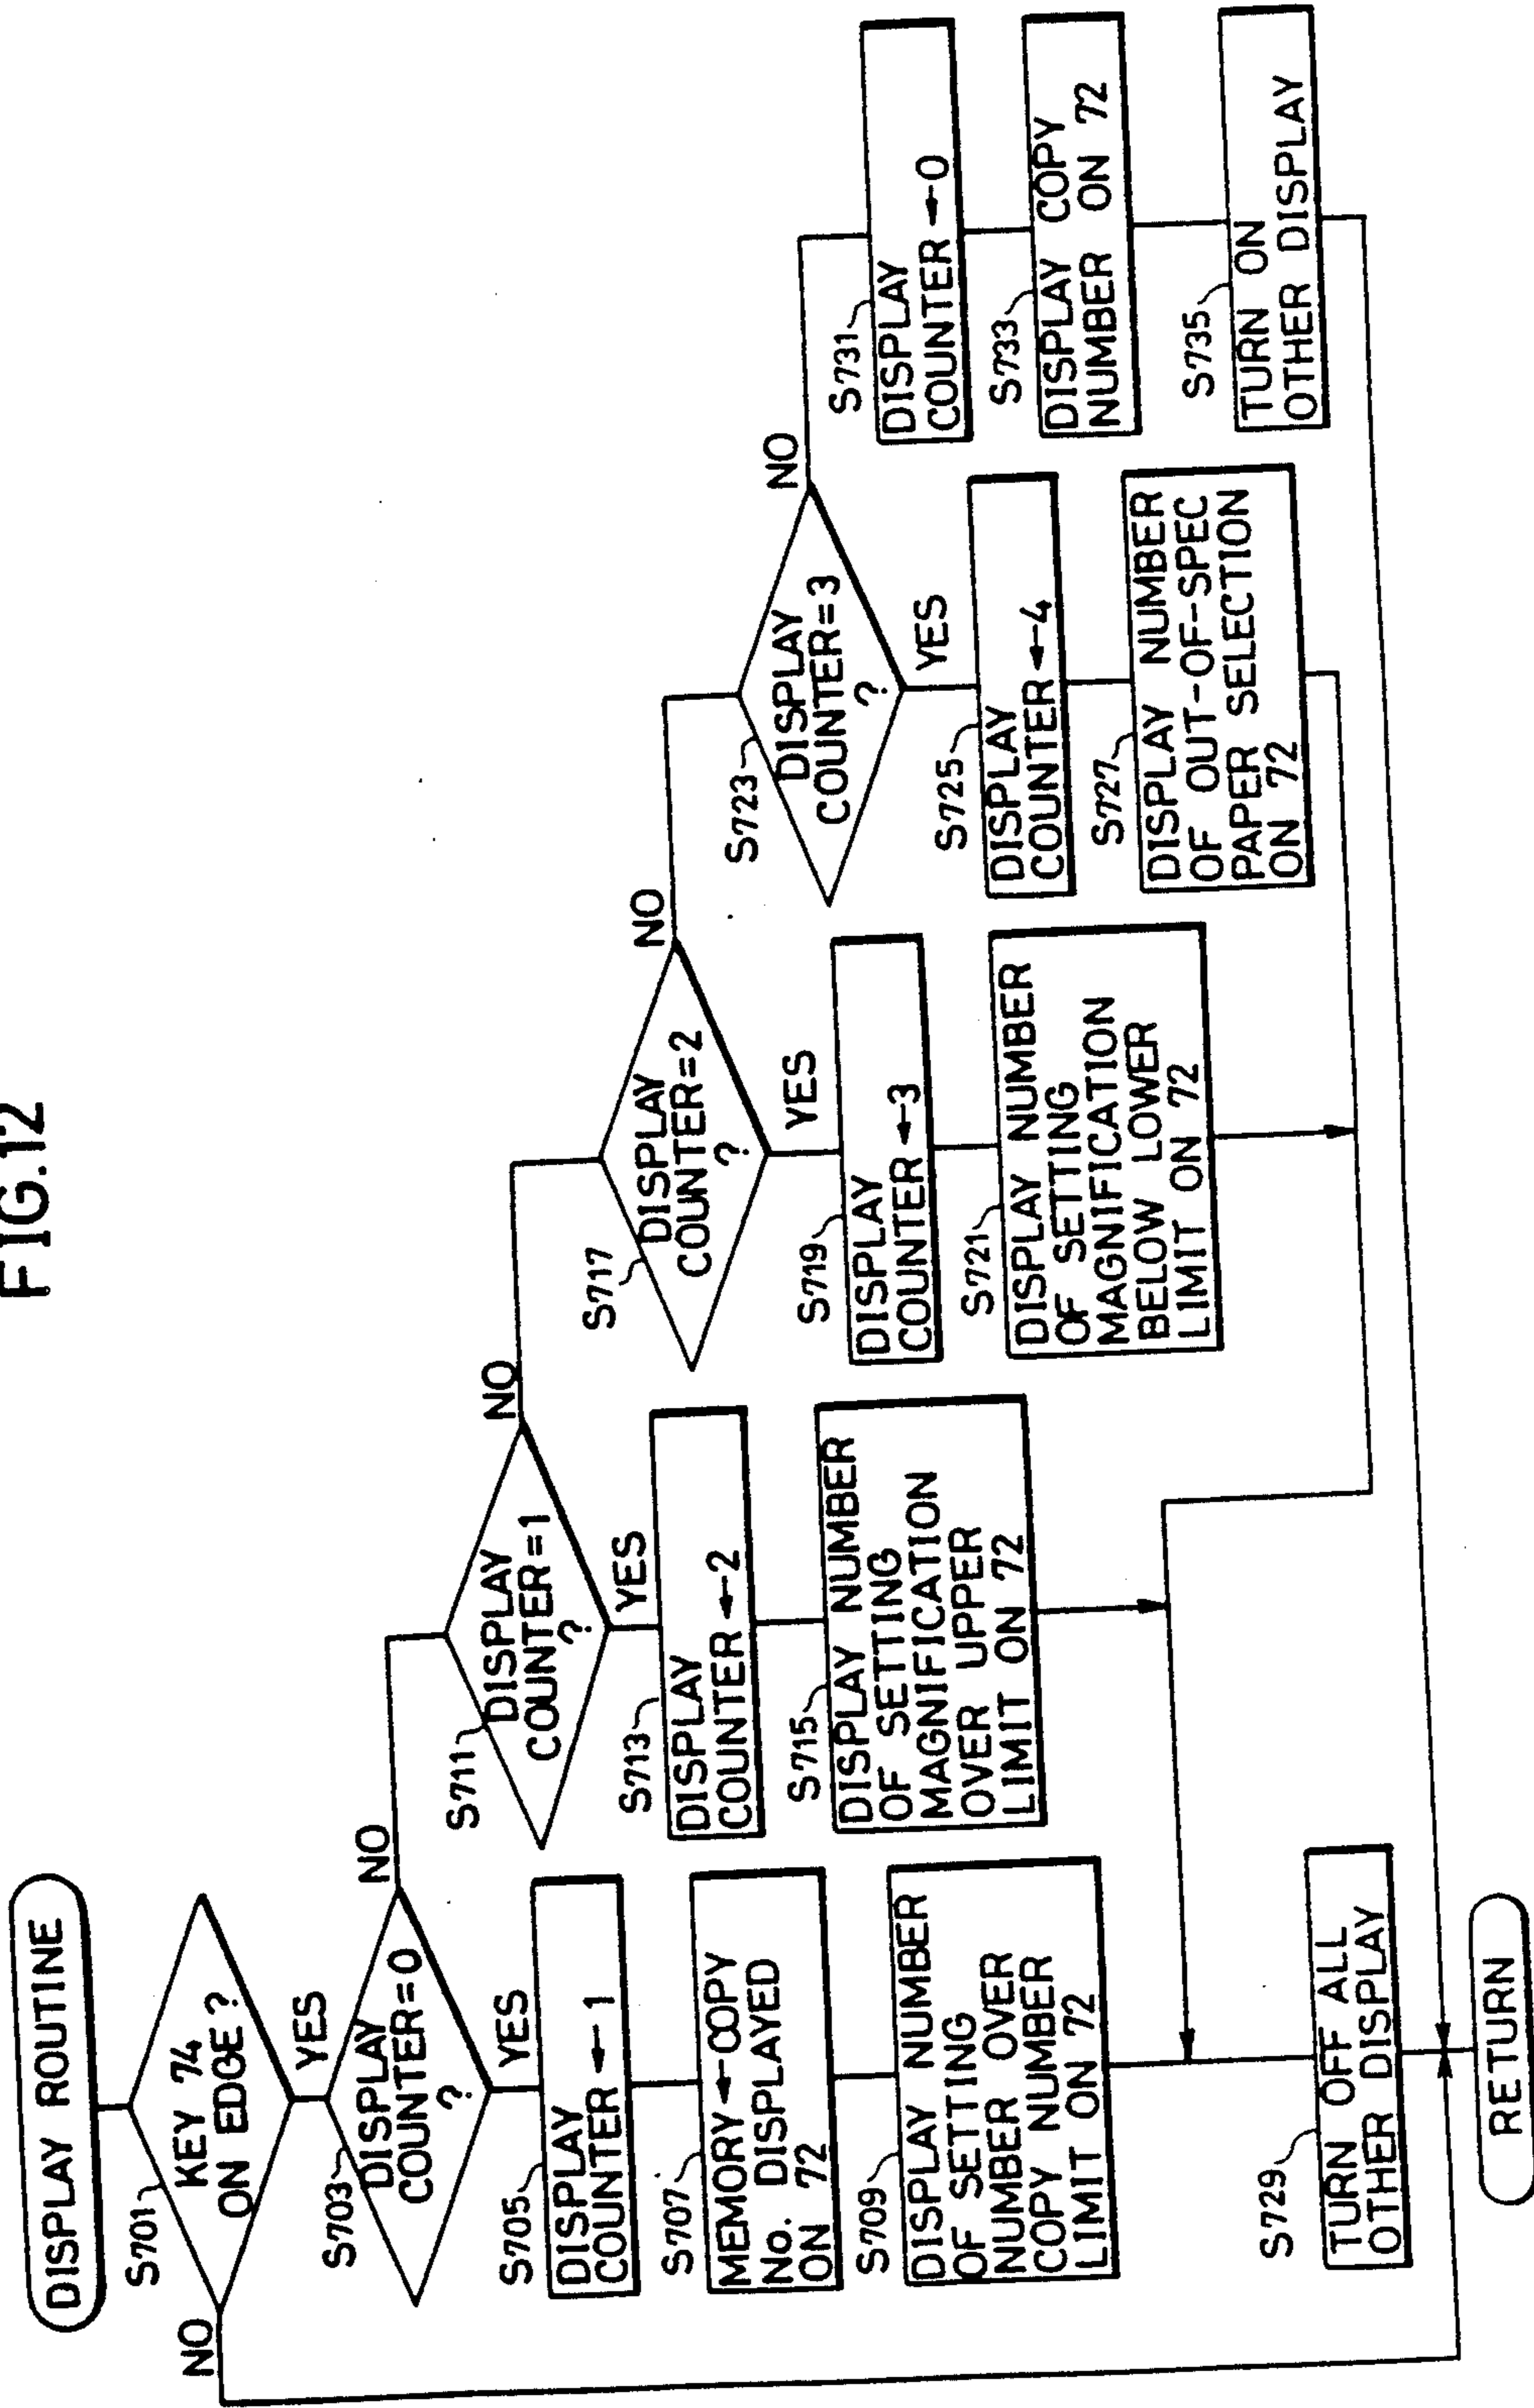 FIG.12
DISPLAY ROUTINE
S701
KEY 74
ON EDGE ?
NO
YES
S703
DISPLAY
COUNTER=0
?
NO
YES
S705
DISPLAY
COUNTER ← 1
S707
MEMORY ← COPY
No. DISPLAYED
ON 72
S709
DISPLAY NUMBER
OF SETTING
NUMBER OVER
COPY NUMBER
LIMIT ON 72
S711
DISPLAY
COUNTER=1
?
NO
YES
S713
DISPLAY
COUNTER ← 2
S715
DISPLAY NUMBER
OF SETTING
MAGNIFICATION
OVER UPPER
LIMIT ON 72
S717
DISPLAY
COUNTER=2
?
NO
YES
S719
DISPLAY
COUNTER ← 3
S721
DISPLAY NUMBER
OF SETTING
MAGNIFICATION
BELOW LOWER
LIMIT ON 72
S723
DISPLAY
COUNTER=3
?
NO
YES
S725
DISPLAY
COUNTER ← 4
S727
DISPLAY NUMBER
OF OUT-OF-SPEC
PAPER SELECTION
ON 72
S731
DISPLAY
COUNTER ← 0
S733
DISPLAY COPY
NUMBER ON 72
S735
TURN ON
OTHER DISPLAY
S729
TURN OFF ALL
OTHER DISPLAY
RETURN